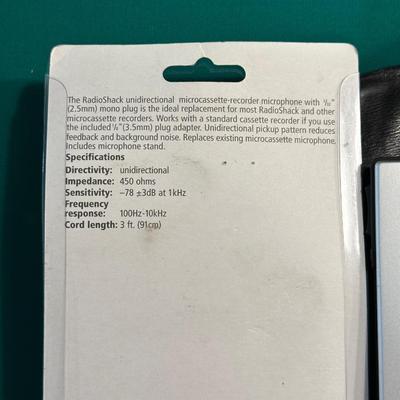 The RadioShack unidirectional microcassette-recorder microphone with 3/32"
(2.5mm) mono plug is the ideal replacement for most RadioShack and other
microcassette recorders. Works with a standard cassette recorder if you use
the included ⅛"(3.5mm) plug adapter. Unidirectional pickup pattern reduces
feedback and background noise. Replaces existing microcassette microphone.
Includes microphone stand.
Specifications
Directivity: unidirectional
Impedance: 450 ohms
Sensitivity: –78 ±3dB at 1kHz
Frequency
response: 100Hz-10kHz
Cord length: 3 ft. (91cm)